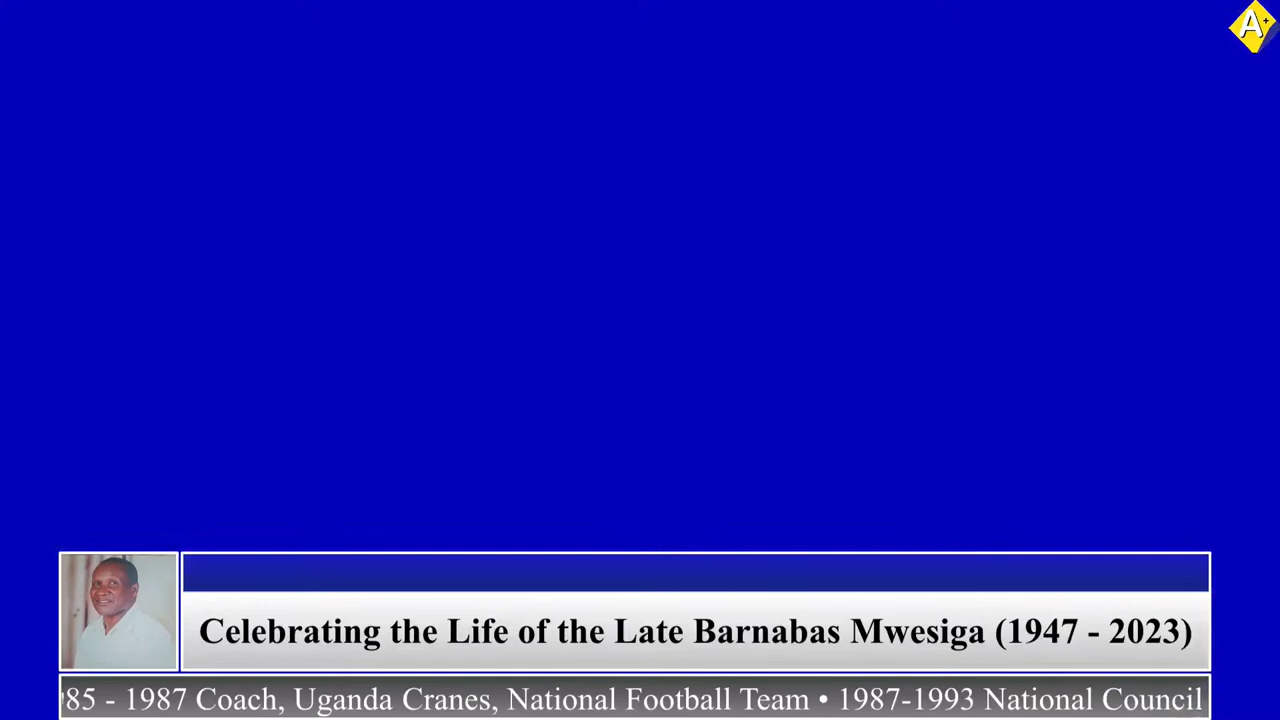 A+
Celebrating the Life of the Late Barnabas Mwesiga (1947 - 2023)
85 - 1987 Coach, Uganda Cranes, National Football Team • 1987-1993 National Council